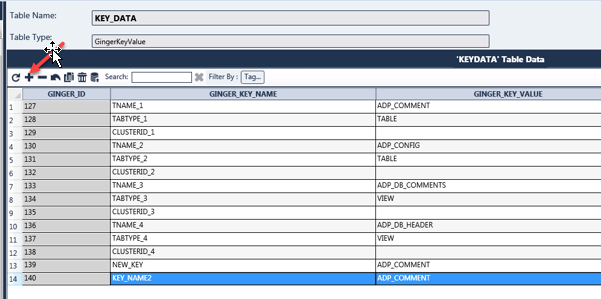 Table Name: KEY_DATA
Table Type: GingerKeyValue
'KEYDATA' Table Data
Search: Filter By : Tag...
GINGER_ID GINGER_KEY_NAME GINGER_KEY_VALUE
1 127 TNAME_1 ADP_COMMENT
2 128 TABTYPE_1 TABLE
3 129 CLUSTERID_1
4 130 TNAME_2 ADP_CONFIG
5 131 TABTYPE_2 TABLE
6 132 CLUSTERID_2
7 133 TNAME_3 ADP_DB_COMMENTS
8 134 TABTYPE_3 VIEW
9 135 CLUSTERID_3
10 136 TNAME_4 ADP_DB_HEADER
11 137 TABTYPE_4 VIEW
12 138 CLUSTERID_4
13 139 NEW_KEY ADP_COMMENT
14 140 KEY_NAME2 ADP_COMMENT